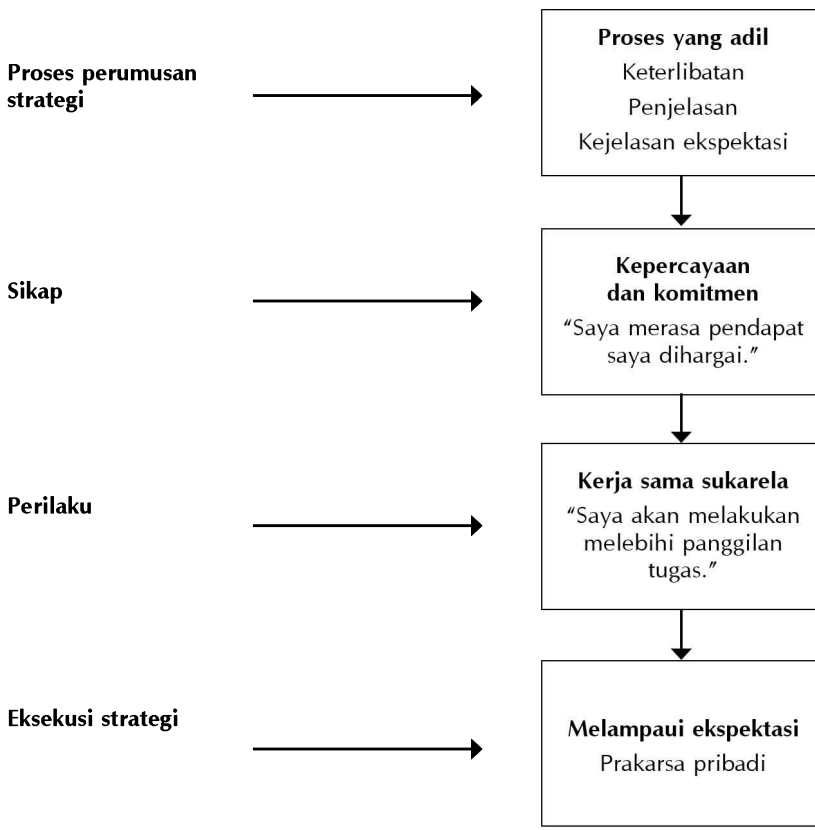 Proses perumusan
strategi
Proses yang adil
Keterlibatan
Penjelasan
Kejelasan ekspektasi
Sikap
Kepercayaan
dan komitmen
“Saya merasa pendapat
saya dihargai.”
Perilaku
Kerja sama sukarela
“Saya akan melakukan
melebihi panggilan
tugas.”
Eksekusi strategi
Melampaui ekspektasi
Prakarsa pribadi